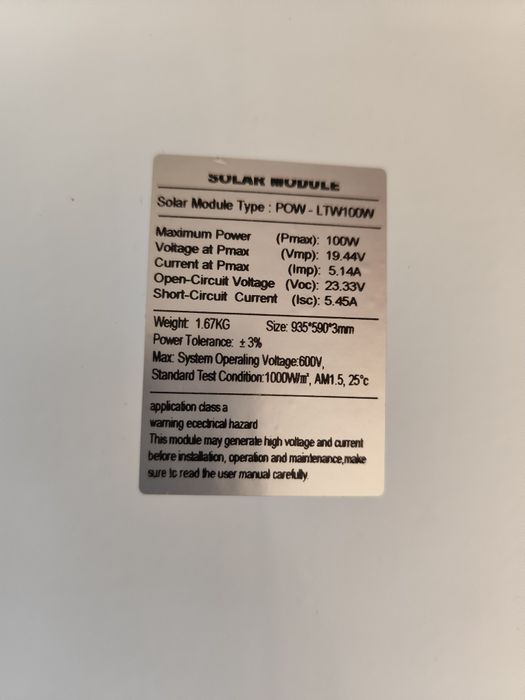 SOLAR MODULE
Solar Module Type : POW - LTW100W
Maximum Power (Pmax): 100W
Voltage at Pmax (Vmp): 19.44V
Current at Pmax (Imp): 5.14A
Open-Circuit Voltage (Voc): 23.33V
Short-Circuit Current (Isc): 5.45A
Weight: 1.67KG Size: 935*590*3mm
Power Tolerance: ±3%
Max: System Operating Voltage:600V,
Standard Test Condition:1000W/m², AM1.5, 25°c
application class a
warning ecectrical hazard
This module may generate high voltage and current
before installation, operation and maintenance,make
sure to read the user manual carefully.